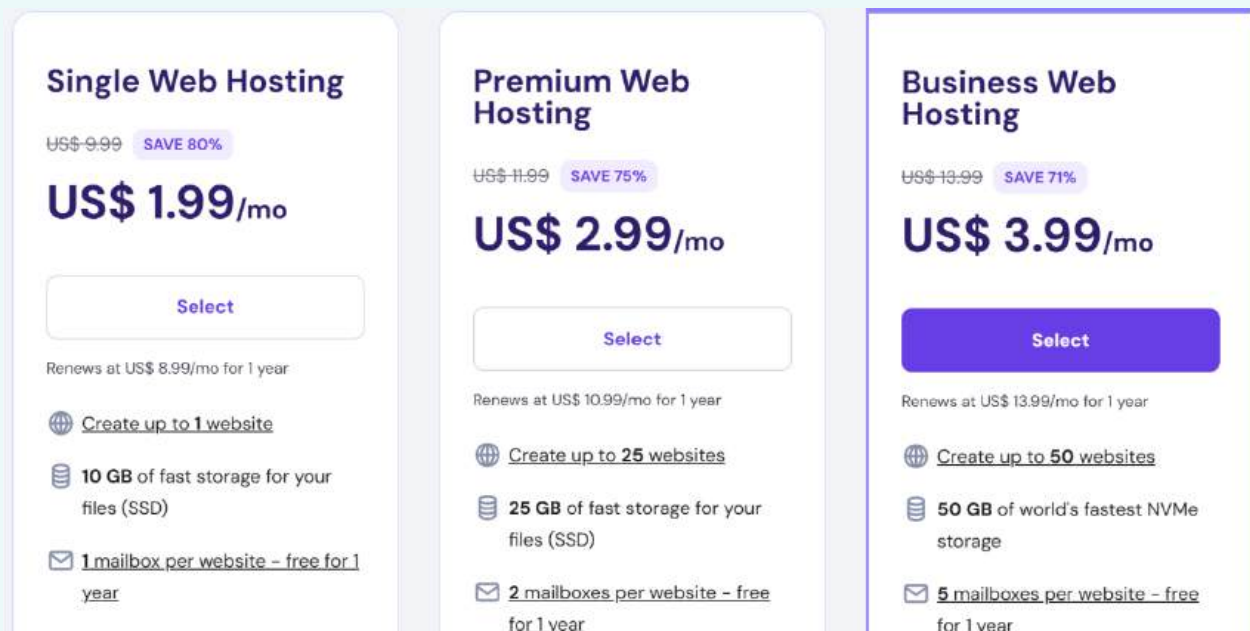 Single Web Hosting
US$ 9.99 SAVE 80%
US$ 1.99/mo
Select
Renews at US$ 8.99/mo for 1 year
Create up to 1 website
10 GB of fast storage for your
files (SSD)
1 mailbox per website – free for 1
year
Premium Web
Hosting
US$ 11.99 SAVE 75%
US$ 2.99/mo
Select
Renews at US$ 10.99/mo for 1 year
Create up to 25 websites
25 GB of fast storage for your
files (SSD)
2 mailboxes per website – free
for 1 year
Business Web
Hosting
US$ 13.99 SAVE 71%
US$ 3.99/mo
Select
Renews at US$ 13.99/mo for 1 year
Create up to 50 websites
50 GB of world's fastest NVMe
storage
5 mailboxes per website – free
for 1 year